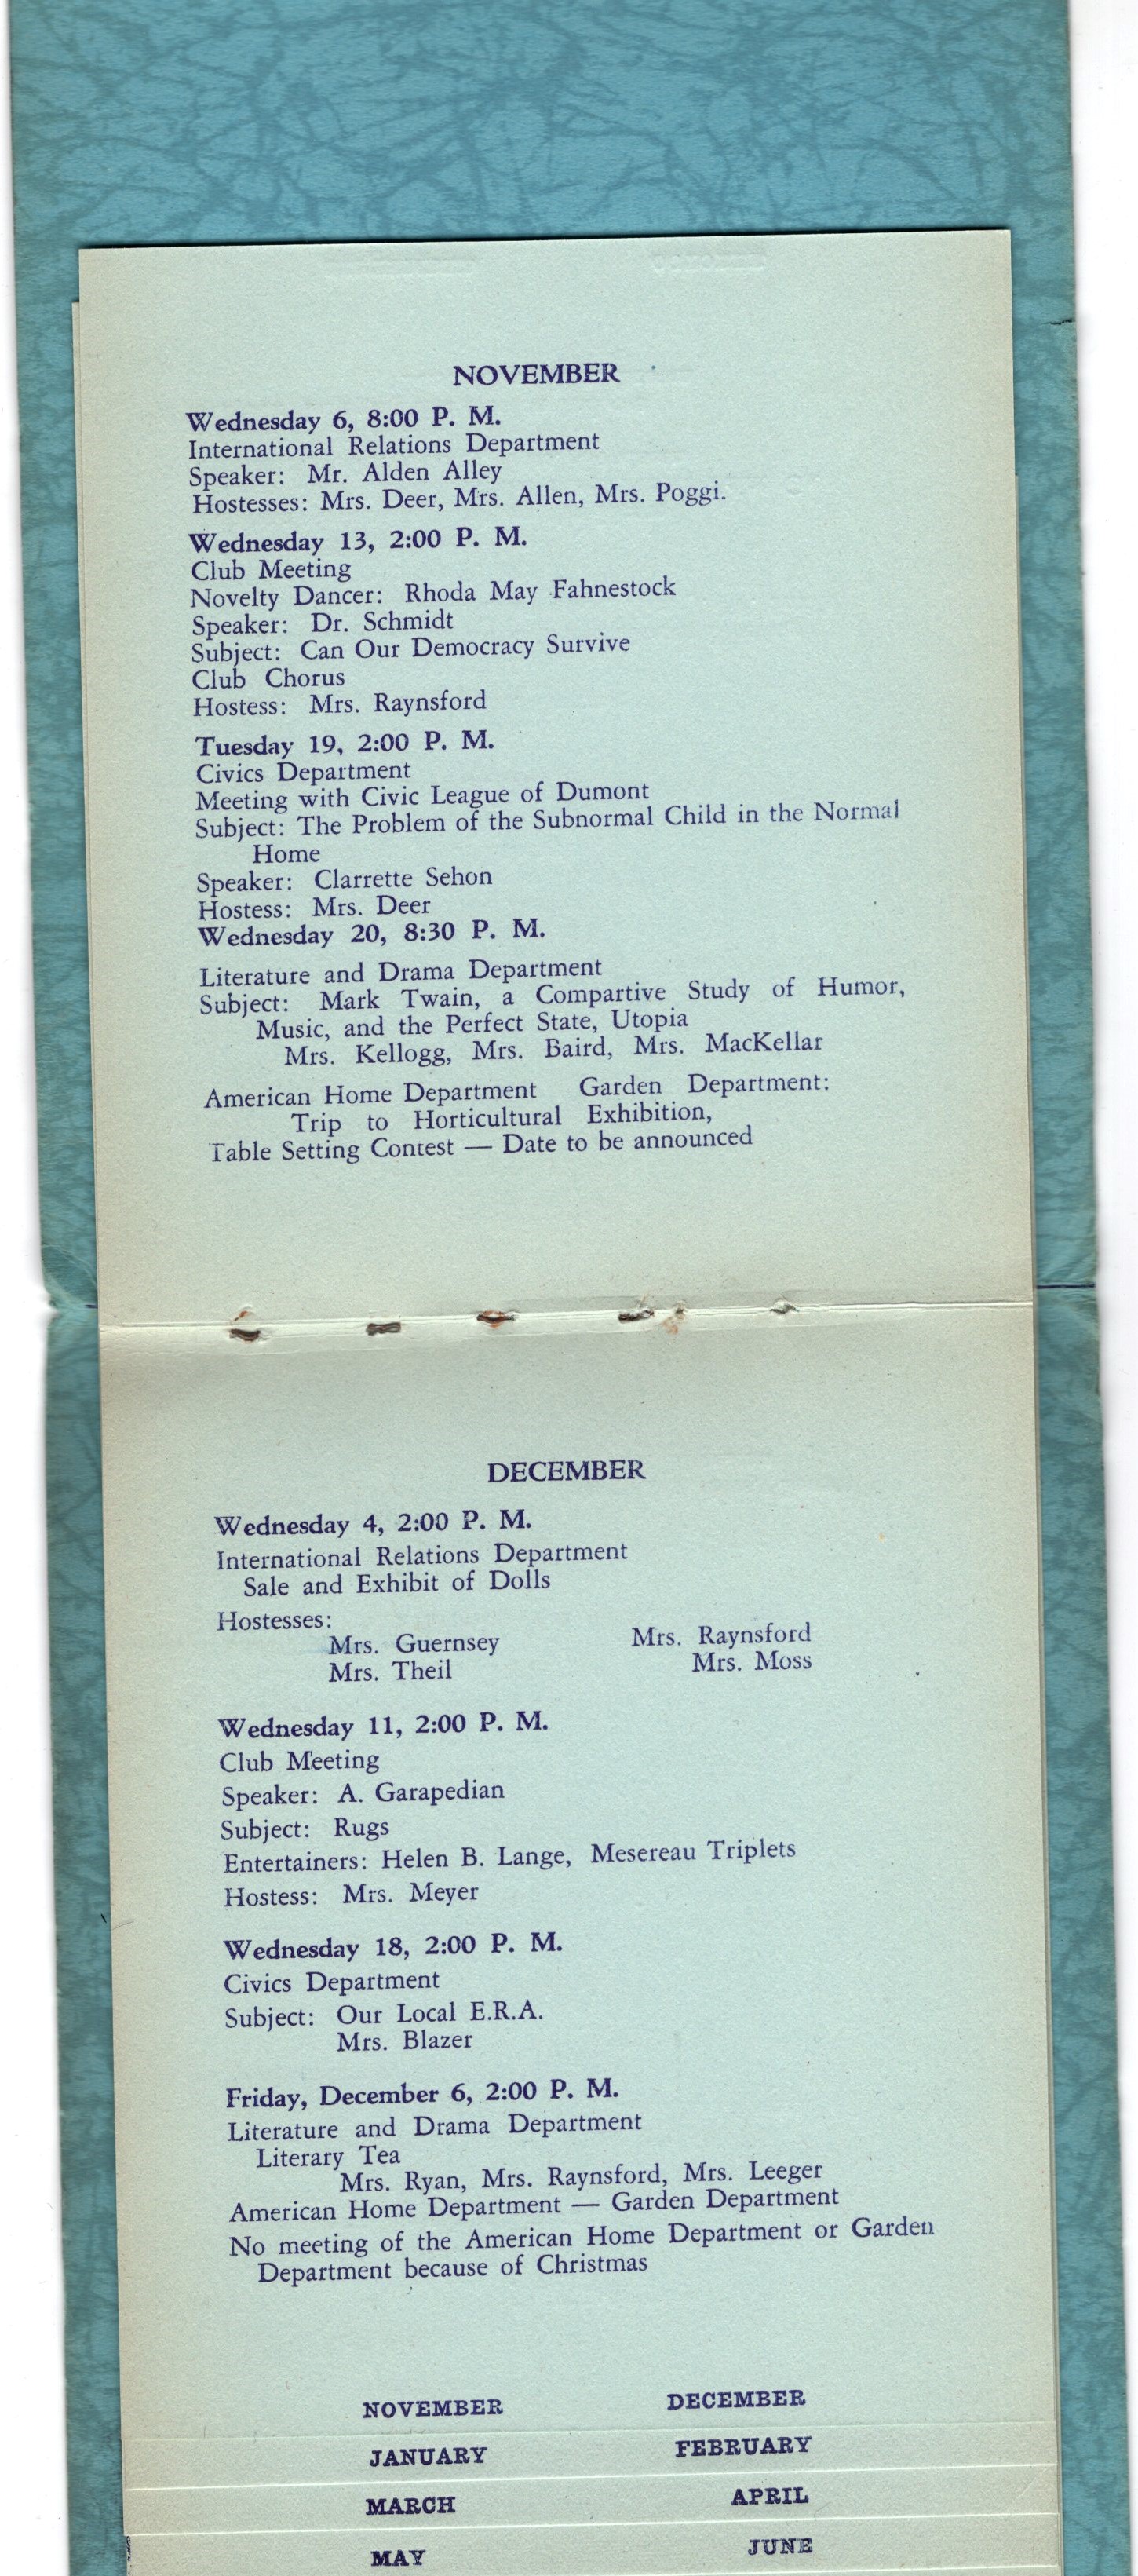 NOVEMBER
Wednesday 6, 8:00 P. M.
International Relations Department
Speaker: Mr. Alden Alley
Hostesses: Mrs. Deer, Mrs. Allen, Mrs. Poggi.
Wednesday 13, 2:00 P. M.
Club Meeting
Novelty Dancer: Rhoda May Fahnestock
Speaker: Dr. Schmidt
Subject: Can Our Democracy Survive
Club Chorus
Hostess: Mrs. Raynsford
Tuesday 19, 2:00 P. M.
Civics Department
Meeting with Civic League of Dumont
Subject: The Problem of the Subnormal Child in the Normal
Home
Speaker: Clarrette Sehon
Hostess: Mrs. Deer
Wednesday 20, 8:30 P. M.
Literature and Drama Department
Subject: Mark Twain, a Compartive Study of Humor,
Music, and the Perfect State, Utopia
Mrs. Kellogg, Mrs. Baird, Mrs. MacKellar
American Home Department Garden Department:
Trip to Horticultural Exhibition,
Table Setting Contest — Date to be announced
DECEMBER
Wednesday 4, 2:00 P. M.
International Relations Department
Sale and Exhibit of Dolls
Hostesses:
Mrs. Guernsey Mrs. Raynsford
Mrs. Theil Mrs. Moss
Wednesday 11, 2:00 P. M.
Club Meeting
Speaker: A. Garapedian
Subject: Rugs
Entertainers: Helen B. Lange, Mesereau Triplets
Hostess: Mrs. Meyer
Wednesday 18, 2:00 P. M.
Civics Department
Subject: Our Local E.R.A.
Mrs. Blazer
Friday, December 6, 2:00 P. M.
Literature and Drama Department
Literary Tea
Mrs. Ryan, Mrs. Raynsford, Mrs. Leeger
American Home Department — Garden Department
No meeting of the American Home Department or Garden
Department because of Christmas
NOVEMBER DECEMBER
JANUARY FEBRUARY
MARCH APRIL
MAY JUNE